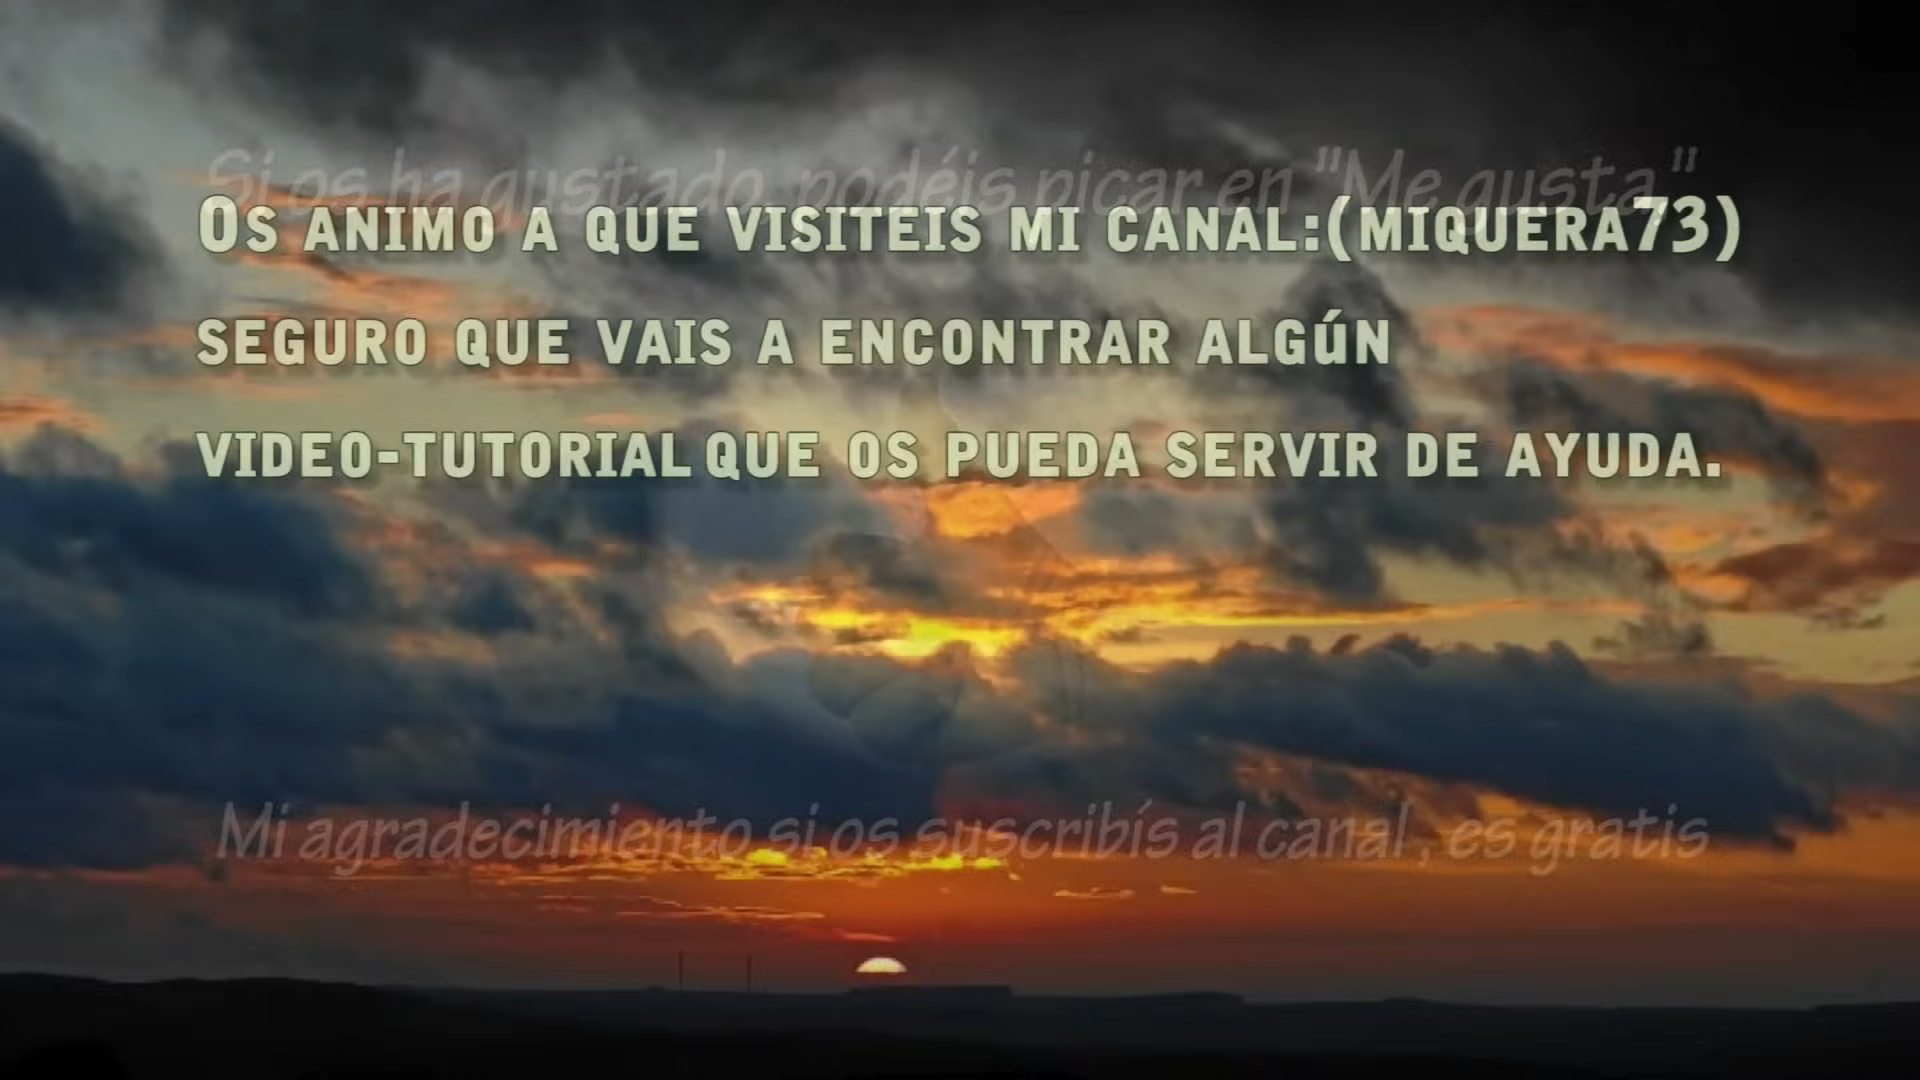 Si os ha gustado, podéis picar en "Me gusta"
OS ANIMO A QUE VISITEIS MI CANAL:(MIQUERA73)
SEGURO QUE VAIS A ENCONTRAR ALGÚN
VIDEO-TUTORIAL QUE OS PUEDA SERVIR DE AYUDA.
Mi agradecimiento si os suscribís al canal, es gratis